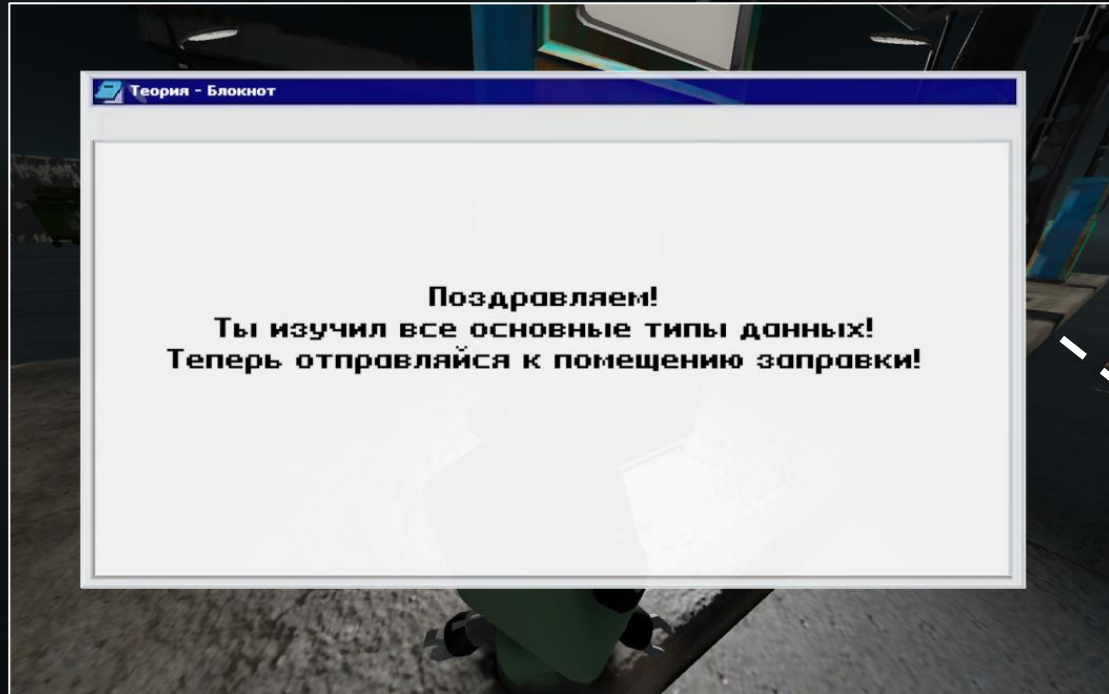 Теория - Блокнот
Поздравляем!
Ты изучил все основные типы данных!
Теперь отправляйся к помещению заправки!